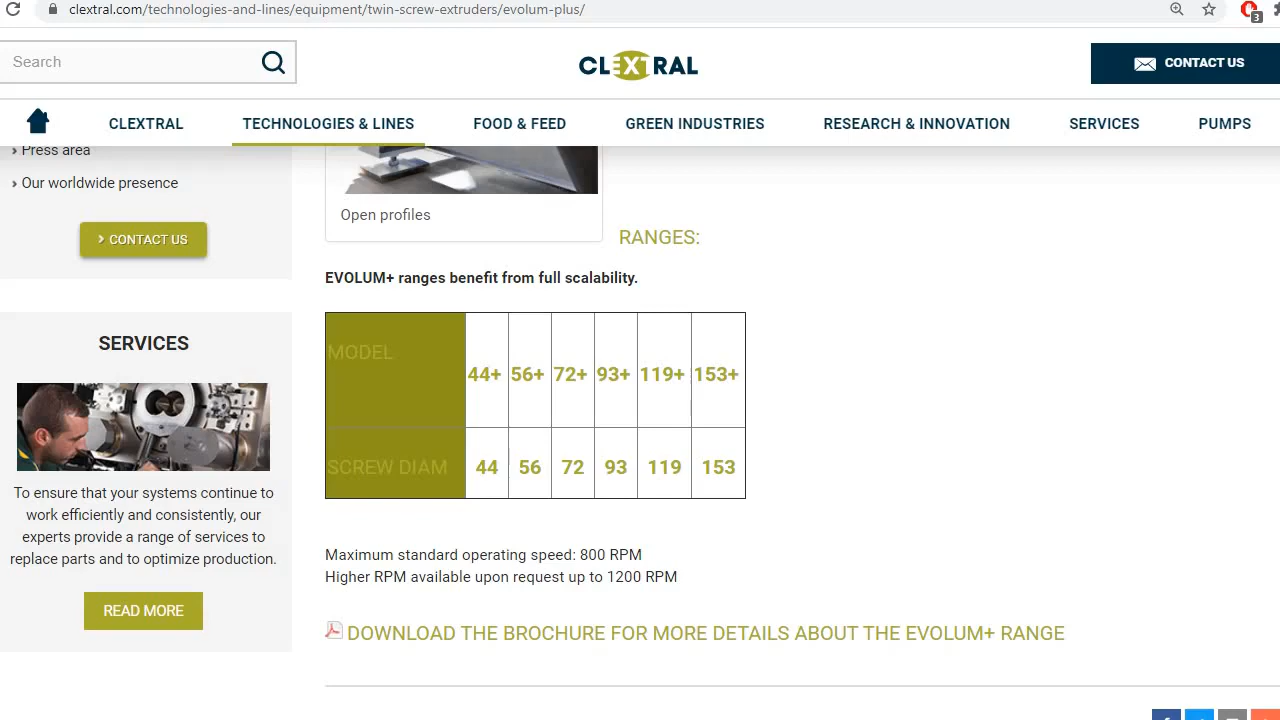 clextral.com/technologies-and-lines/equipment/twin-screw-extruders/evolum-plus/
3
Search
CLEXTRAL
CONTACT US
CLEXTRAL
TECHNOLOGIES & LINES
FOOD & FEED
GREEN INDUSTRIES
RESEARCH & INNOVATION
SERVICES
PUMPS
› Press area
› Our worldwide presence
› CONTACT US
SERVICES
To ensure that your systems continue to
work efficiently and consistently, our
experts provide a range of services to
replace parts and to optimize production.
READ MORE
Open profiles
RANGES:
EVOLUM+ ranges benefit from full scalability.
MODEL 44+ 56+ 72+ 93+ 119+ 153+
SCREW DIAM 44 56 72 93 119 153
Maximum standard operating speed: 800 RPM
Higher RPM available upon request up to 1200 RPM
DOWNLOAD THE BROCHURE FOR MORE DETAILS ABOUT THE EVOLUM+ RANGE